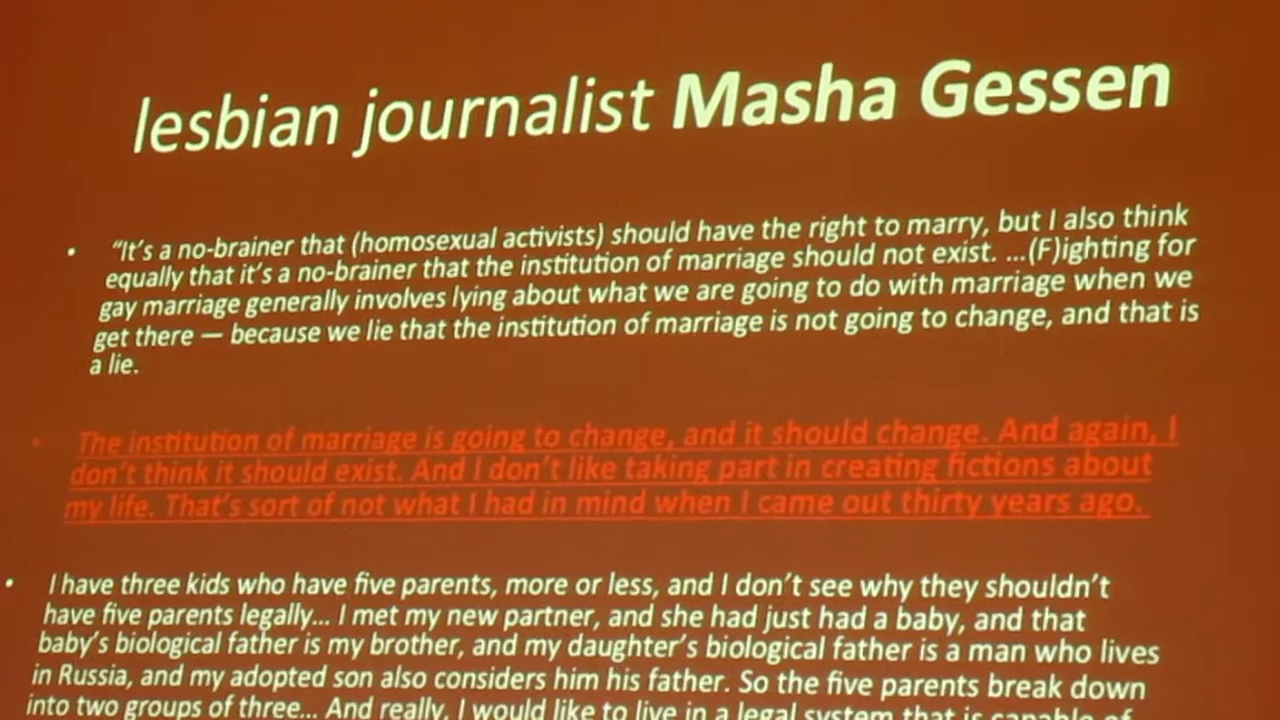 lesbian journalist Masha Gessen
• “It’s a no-brainer that (homosexual activists) should have the right to marry, but I also think
equally that it’s a no-brainer that the institution of marriage should not exist. ...(F)ighting for
gay marriage generally involves lying about what we are going to do with marriage when we
get there — because we lie that the institution of marriage is not going to change, and that is
a lie.
• The institution of marriage is going to change, and it should change. And again, I
don’t think it should exist. And I don’t like taking part in creating fictions about
my life. That’s sort of not what I had in mind when I came out thirty years ago.
• I have three kids who have five parents, more or less, and I don’t see why they shouldn’t
have five parents legally... I met my new partner, and she had just had a baby, and that
baby’s biological father is my brother, and my daughter’s biological father is a man who lives
in Russia, and my adopted son also considers him his father. So the five parents break down
into two groups of three... And really, I would like to live in a legal system that is capable of